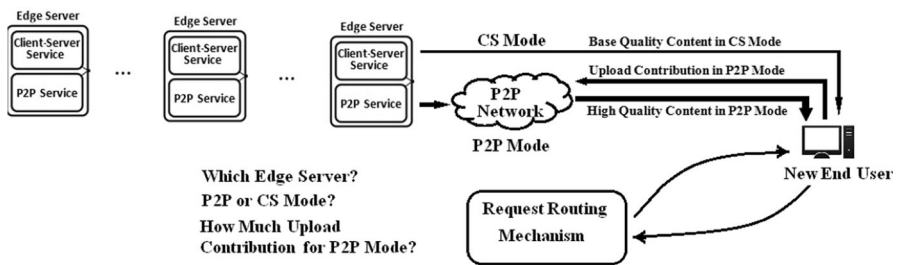 Edge Server
Client-Server
Service
P2P Service
...
Edge Server
Client-Server
Service
P2P Service
...
Edge Server
Client-Server
Service
P2P Service
CS Mode
Base Quality Content in CS Mode
Upload Contribution in P2P Mode
P2P
Network
High Quality Content in P2P Mode
P2P Mode
New End User
Which Edge Server?
P2P or CS Mode?
How Much Upload
Contribution for P2P Mode?
Request Routing
Mechanism